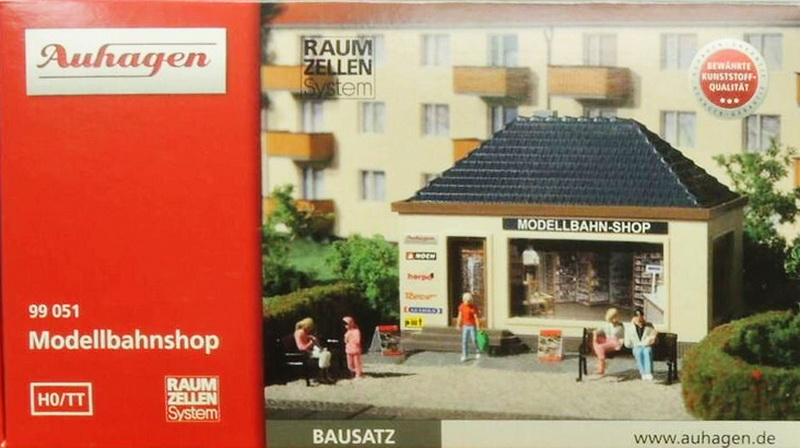 Auhagen
RAUM
ZELLEN
System
BEWÄHRTE
KUNSTSTOFF-
QUALITÄT
MODELLBAHN-SHOP
Auhagen
NOCH
herpa
99 051
Modellbahnshop
H0/TT
RAUM
ZELLEN
System
BAUSATZ
www.auhagen.de